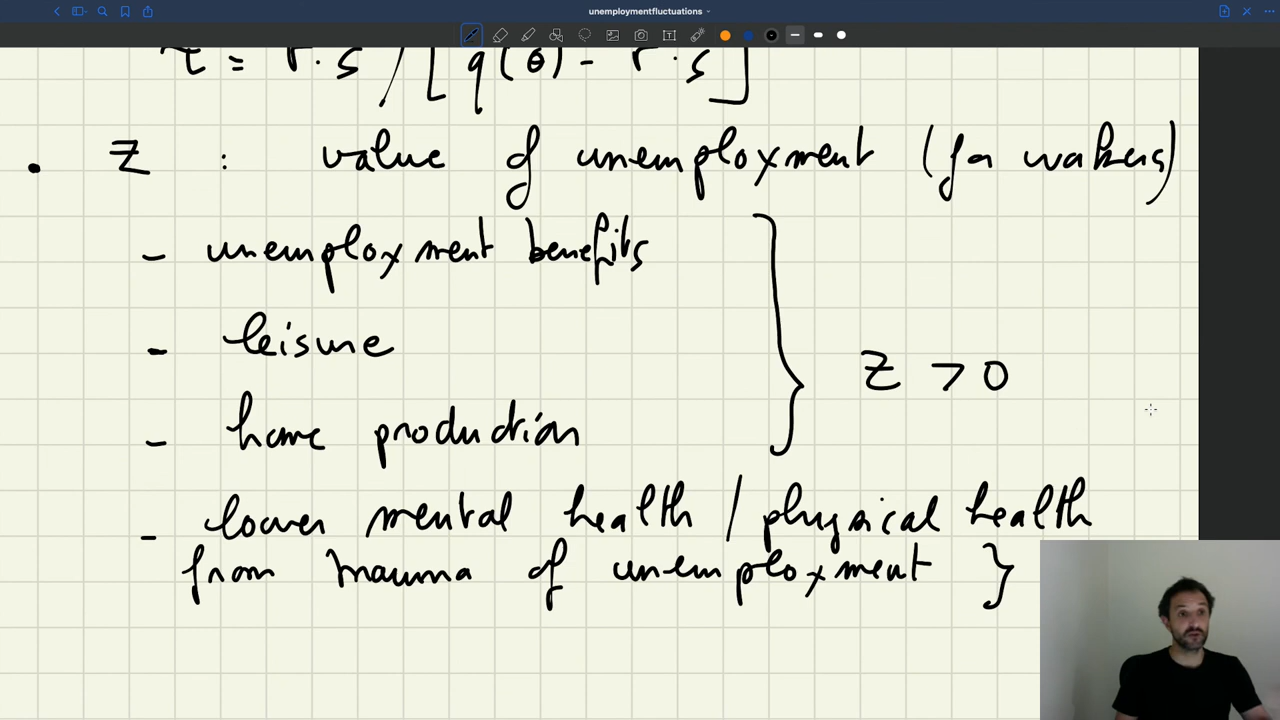 unemploymentfluctuations
τ = r · s / [q(θ) - r · s]
• z : value of unemployment (for workers)
- unemployment benefits
- leisure
- home production
z > 0
- lower mental health / physical health
from trauma of unemployment }